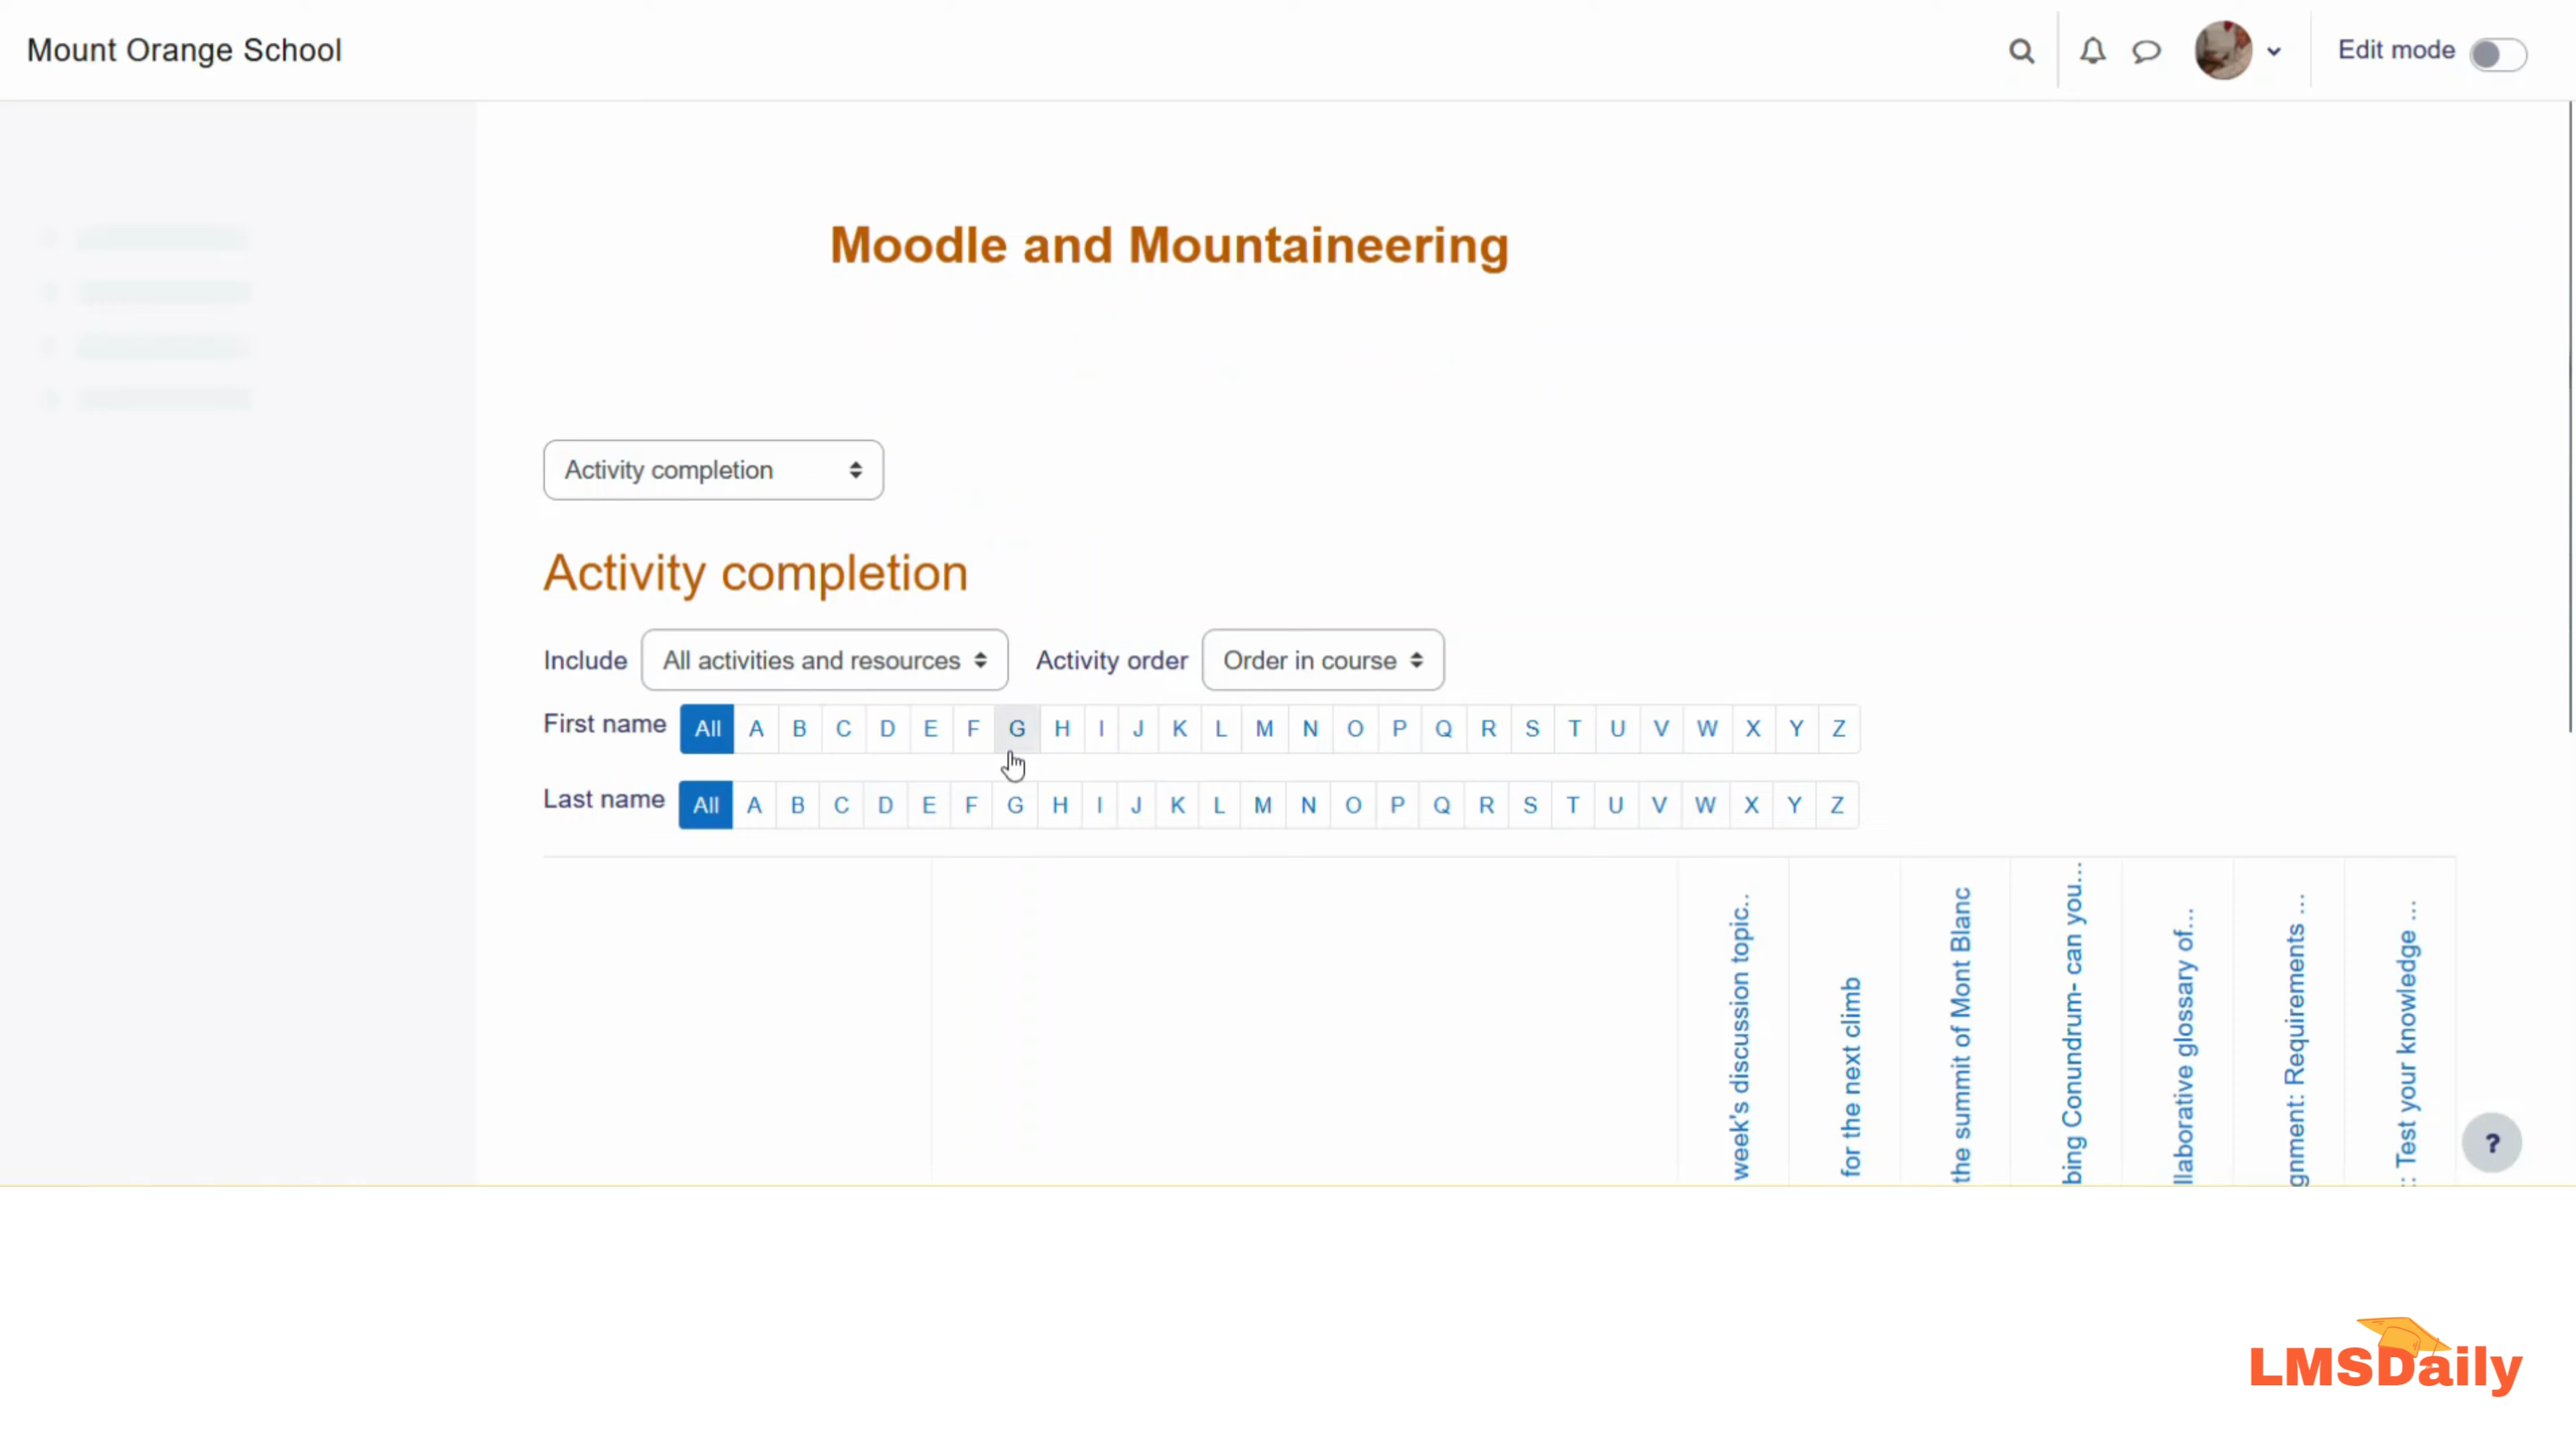 Mount Orange School
Edit mode
Moodle and Mountaineering
Activity completion
Activity completion
Include All activities and resources Activity order Order in course
First name All A B C D E F G H I J K L M N O P Q R S T U V W X Y Z
Last name All A B C D E F G H I J K L M N O P Q R S T U V W X Y Z
week's discussion topic...
for the next climb
the summit of Mont Blanc
bing Conundrum- can you...
llaborative glossary of...
gnment: Requirements ...
: Test your knowledge ...
?
LMSDaily